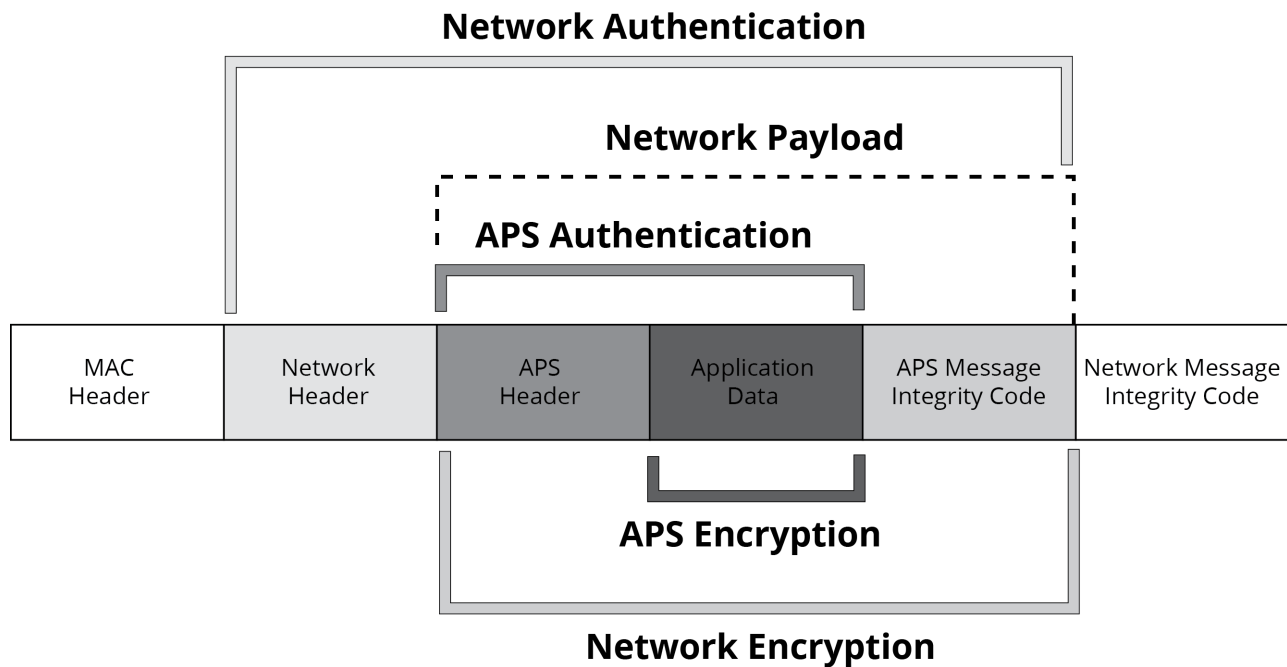 Network Authentication
Network Payload
APS Authentication
MAC
Header
Network
Header
APS
Header
Application
Data
APS Message
Integrity Code
Network Message
Integrity Code
APS Encryption
Network Encryption